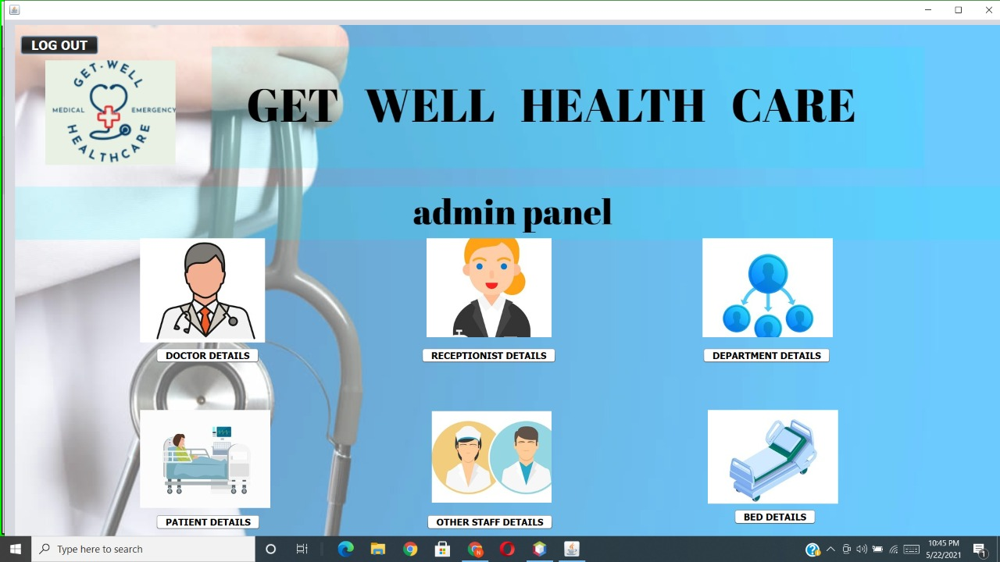 LOG OUT
GET-WELL
MEDICAL EMERGENCY
HEALTHCARE
GET WELL HEALTH CARE
admin panel
DOCTOR DETAILS
RECEPTIONIST DETAILS
DEPARTMENT DETAILS
PATIENT DETAILS
OTHER STAFF DETAILS
BED DETAILS
Type here to search
N
10:45 PM
5/22/2021
1